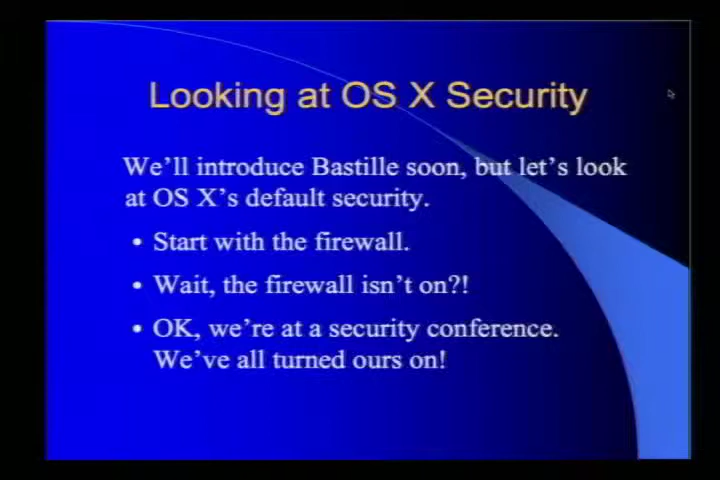 Looking at OS X Security
We'll introduce Bastille soon, but let's look
at OS X's default security.
• Start with the firewall.
• Wait, the firewall isn't on?!
• OK, we're at a security conference.
We've all turned ours on!